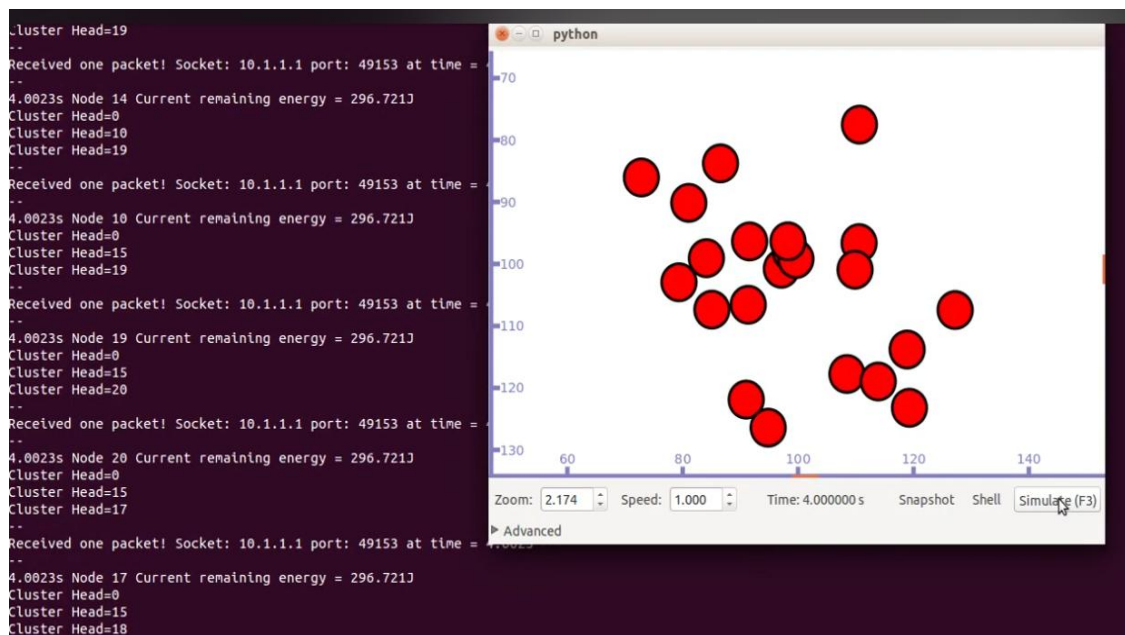 Cluster Head=19
--
Received one packet! Socket: 10.1.1.1 port: 49153 at time =
--
4.0023s Node 14 Current remaining energy = 296.721J
Cluster Head=0
Cluster Head=10
Cluster Head=19
--
Received one packet! Socket: 10.1.1.1 port: 49153 at time =
--
4.0023s Node 10 Current remaining energy = 296.721J
Cluster Head=0
Cluster Head=15
Cluster Head=19
--
Received one packet! Socket: 10.1.1.1 port: 49153 at time =
--
4.0023s Node 19 Current remaining energy = 296.721J
Cluster Head=0
Cluster Head=15
Cluster Head=20
--
Received one packet! Socket: 10.1.1.1 port: 49153 at time =
--
4.0023s Node 20 Current remaining energy = 296.721J
Cluster Head=0
Cluster Head=15
Cluster Head=17
--
Received one packet! Socket: 10.1.1.1 port: 49153 at time = 4.0023
--
4.0023s Node 17 Current remaining energy = 296.721J
Cluster Head=0
Cluster Head=15
Cluster Head=18
python
70
80
90
100
110
120
130
60 80 100 120 140
Zoom: 2.174 Speed: 1.000 Time: 4.000000 s Snapshot Shell Simulate (F3)
Advanced